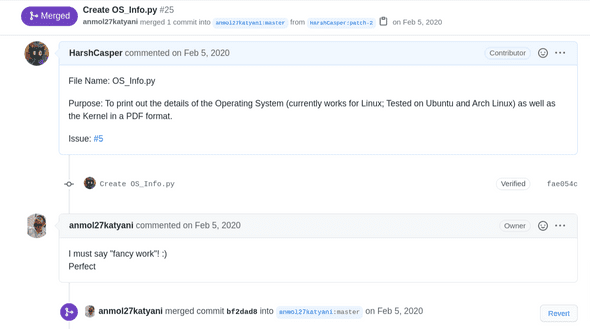 Merged
Create OS_Info.py #25
anmol27katyani merged 1 commit into anmol27katyani:master from HarshCasper:patch-2 on Feb 5, 2020
HarshCasper commented on Feb 5, 2020
Contributor
File Name: OS_Info.py
Purpose: To print out the details of the Operating System (currently works for Linux; Tested on Ubuntu and Arch Linux) as well as
the Kernel in a PDF format.
Issue: #5
Create OS_Info.py
Verified
fae054c
anmol27katyani commented on Feb 5, 2020
Owner
I must say "fancy work"! :)
Perfect
anmol27katyani merged commit bf2dad8 into anmol27katyani:master on Feb 5, 2020
Revert